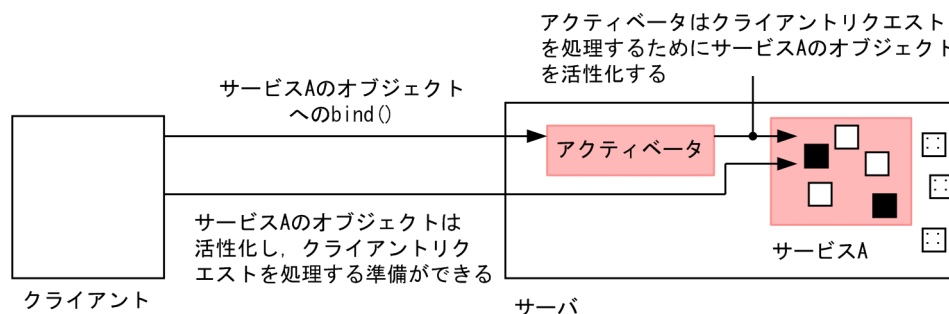 アクティベータはクライアントリクエスト
を処理するためにサービスAのオブジェクト
を活性化する
サービスAのオブジェクト
へのbind()
アクティベータ
サービスAのオブジェクトは
活性化し，クライアントリク
エストを処理する準備ができる
サービスA
クライアント
サーバ